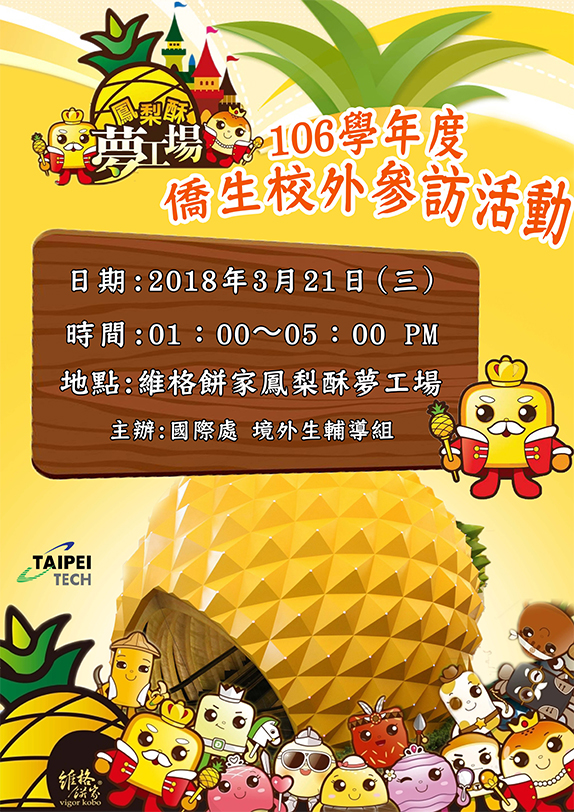 鳳梨酥
夢工場
106學年度
僑生校外參訪活動
日期:2018年3月21日(三)
時間:01：00～05：00 PM
地點:維格餅家鳳梨酥夢工場
主辦:國際處 境外生輔導組
TAIPEI
TECH
維格
餅家
vigor kobo